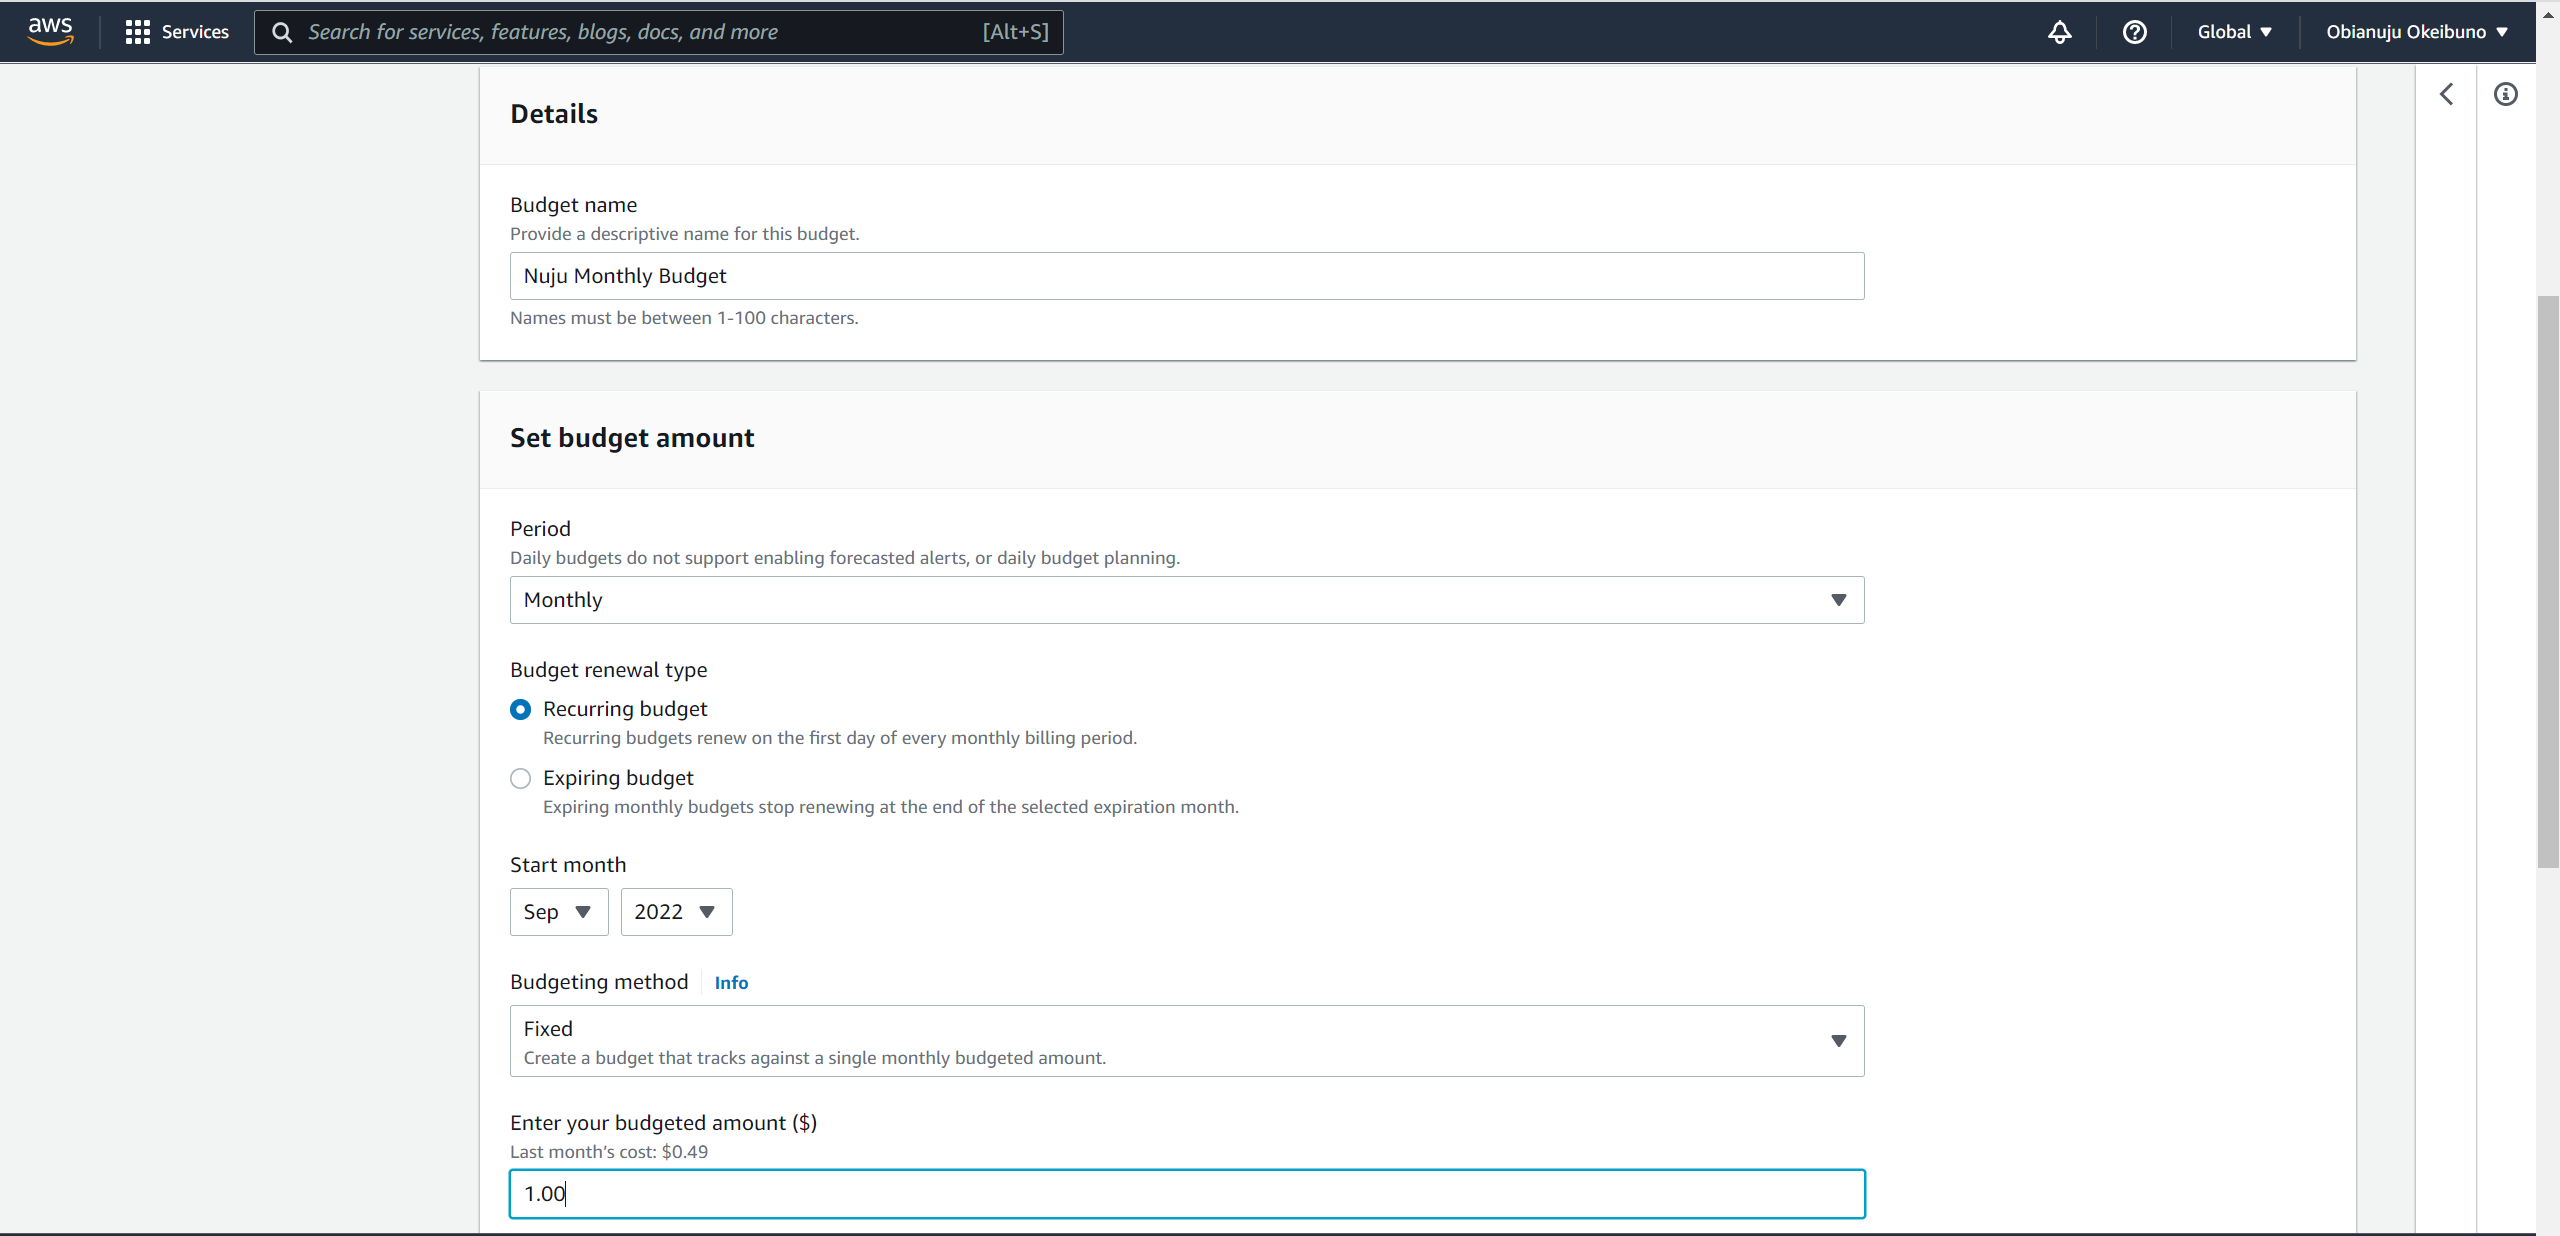 aws Services Search for services, features, blogs, docs, and more [Alt+S] Global Obianuju Okeibuno
Details
Budget name
Provide a descriptive name for this budget.
Nuju Monthly Budget
Names must be between 1-100 characters.
Set budget amount
Period
Daily budgets do not support enabling forecasted alerts, or daily budget planning.
Monthly
Budget renewal type
Recurring budget
Recurring budgets renew on the first day of every monthly billing period.
Expiring budget
Expiring monthly budgets stop renewing at the end of the selected expiration month.
Start month
Sep 2022
Budgeting method Info
Fixed
Create a budget that tracks against a single monthly budgeted amount.
Enter your budgeted amount ($)
Last month's cost: $0.49
1.00